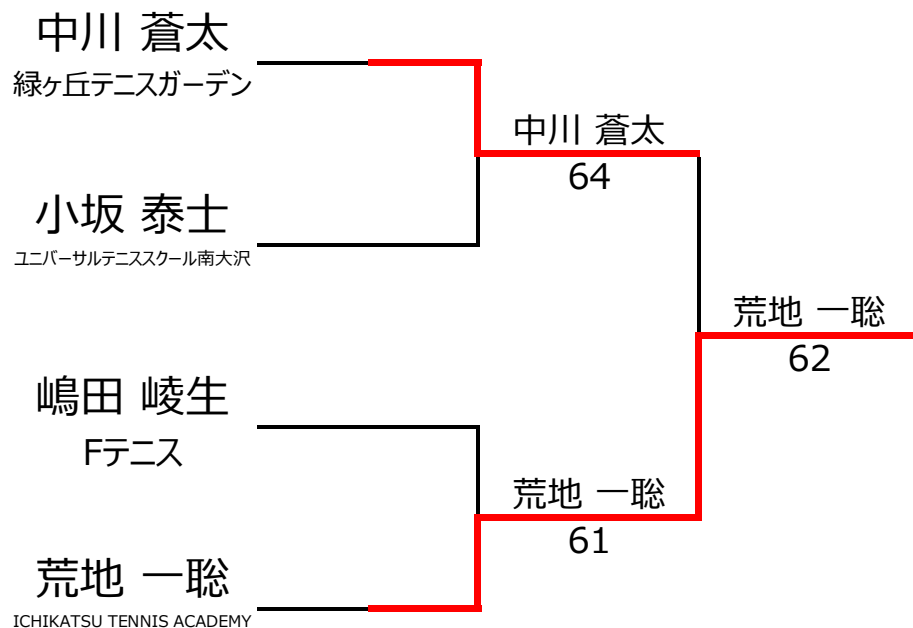 中川 蒼太
緑ヶ丘テニスガーデン
中川 蒼太
64
小坂 泰士
ユニバーサルテニススクール南大沢
荒地 一聡
62
嶋田 崚生
Fテニス
荒地 一聡
61
荒地 一聡
ICHIKATSU TENNIS ACADEMY